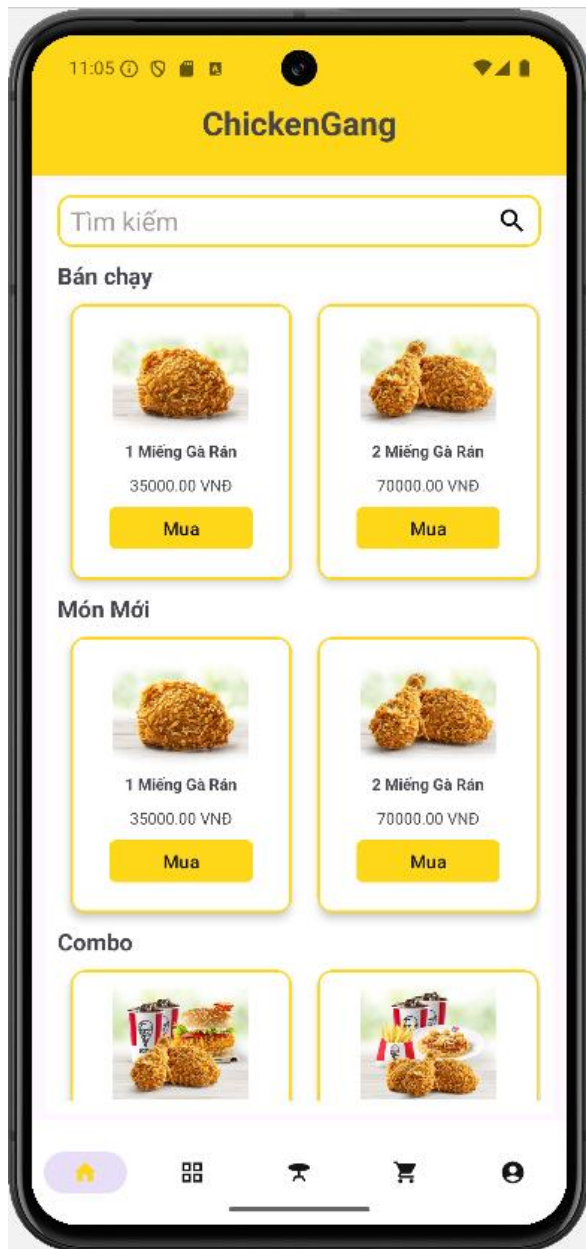 11:05
ChickenGang
Tìm kiếm
Bán chạy
1 Miếng Gà Rán
2 Miếng Gà Rán
35000.00 VNĐ
70000.00 VNĐ
Mua
Mua
Món Mới
1 Miếng Gà Rán
2 Miếng Gà Rán
35000.00 VNĐ
70000.00 VNĐ
Mua
Mua
Combo